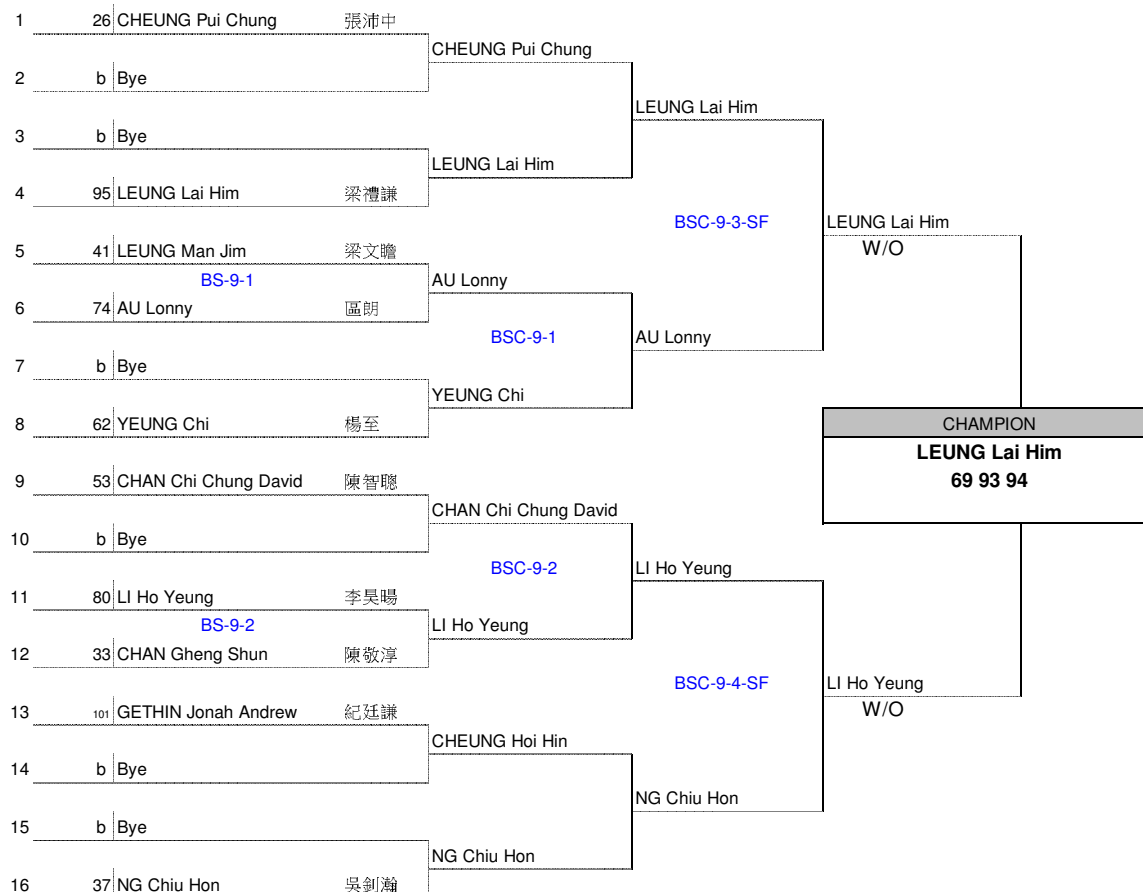 1 26 CHEUNG Pui Chung 張沛中
CHEUNG Pui Chung
2 b Bye
LEUNG Lai Him
3 b Bye
LEUNG Lai Him
4 95 LEUNG Lai Him 梁禮謙
BSC-9-3-SF LEUNG Lai Him
5 41 LEUNG Man Jim 梁文瞻
W/O
BS-9-1 AU Lonny
6 74 AU Lonny 區朗
BSC-9-1 AU Lonny
7 b Bye
YEUNG Chi
8 62 YEUNG Chi 楊至
CHAMPION
LEUNG Lai Him
9 53 CHAN Chi Chung David 陳智聰
69 93 94
CHAN Chi Chung David
10 b Bye
BSC-9-2 LI Ho Yeung
11 80 LI Ho Yeung 李昊暘
BS-9-2 LI Ho Yeung
12 33 CHAN Gheng Shun 陳敬淳
BSC-9-4-SF LI Ho Yeung
13 101 GETHIN Jonah Andrew 紀廷謙
W/O
CHEUNG Hoi Hin
14 b Bye
NG Chiu Hon
15 b Bye
NG Chiu Hon
16 37 NG Chiu Hon 吳釗瀚